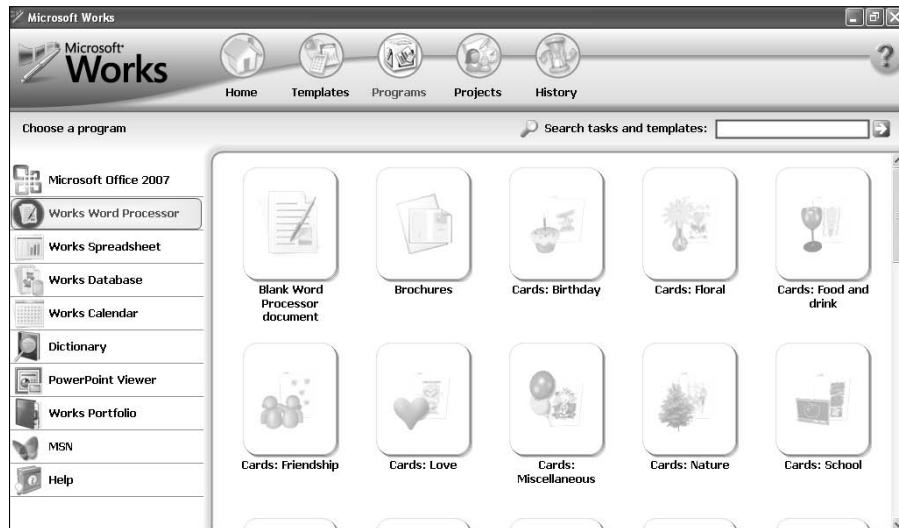 Microsoft Works
Microsoft®
Works
Home
Templates
Programs
Projects
History
?
Choose a program
Search tasks and templates:
Microsoft Office 2007
Works Word Processor
Works Spreadsheet
Works Database
Works Calendar
Dictionary
PowerPoint Viewer
Works Portfolio
MSN
Help
Blank Word
Processor
document
Brochures
Cards: Birthday
Cards: Floral
Cards: Food and
drink
Cards: Friendship
Cards: Love
Cards:
Miscellaneous
Cards: Nature
Cards: School